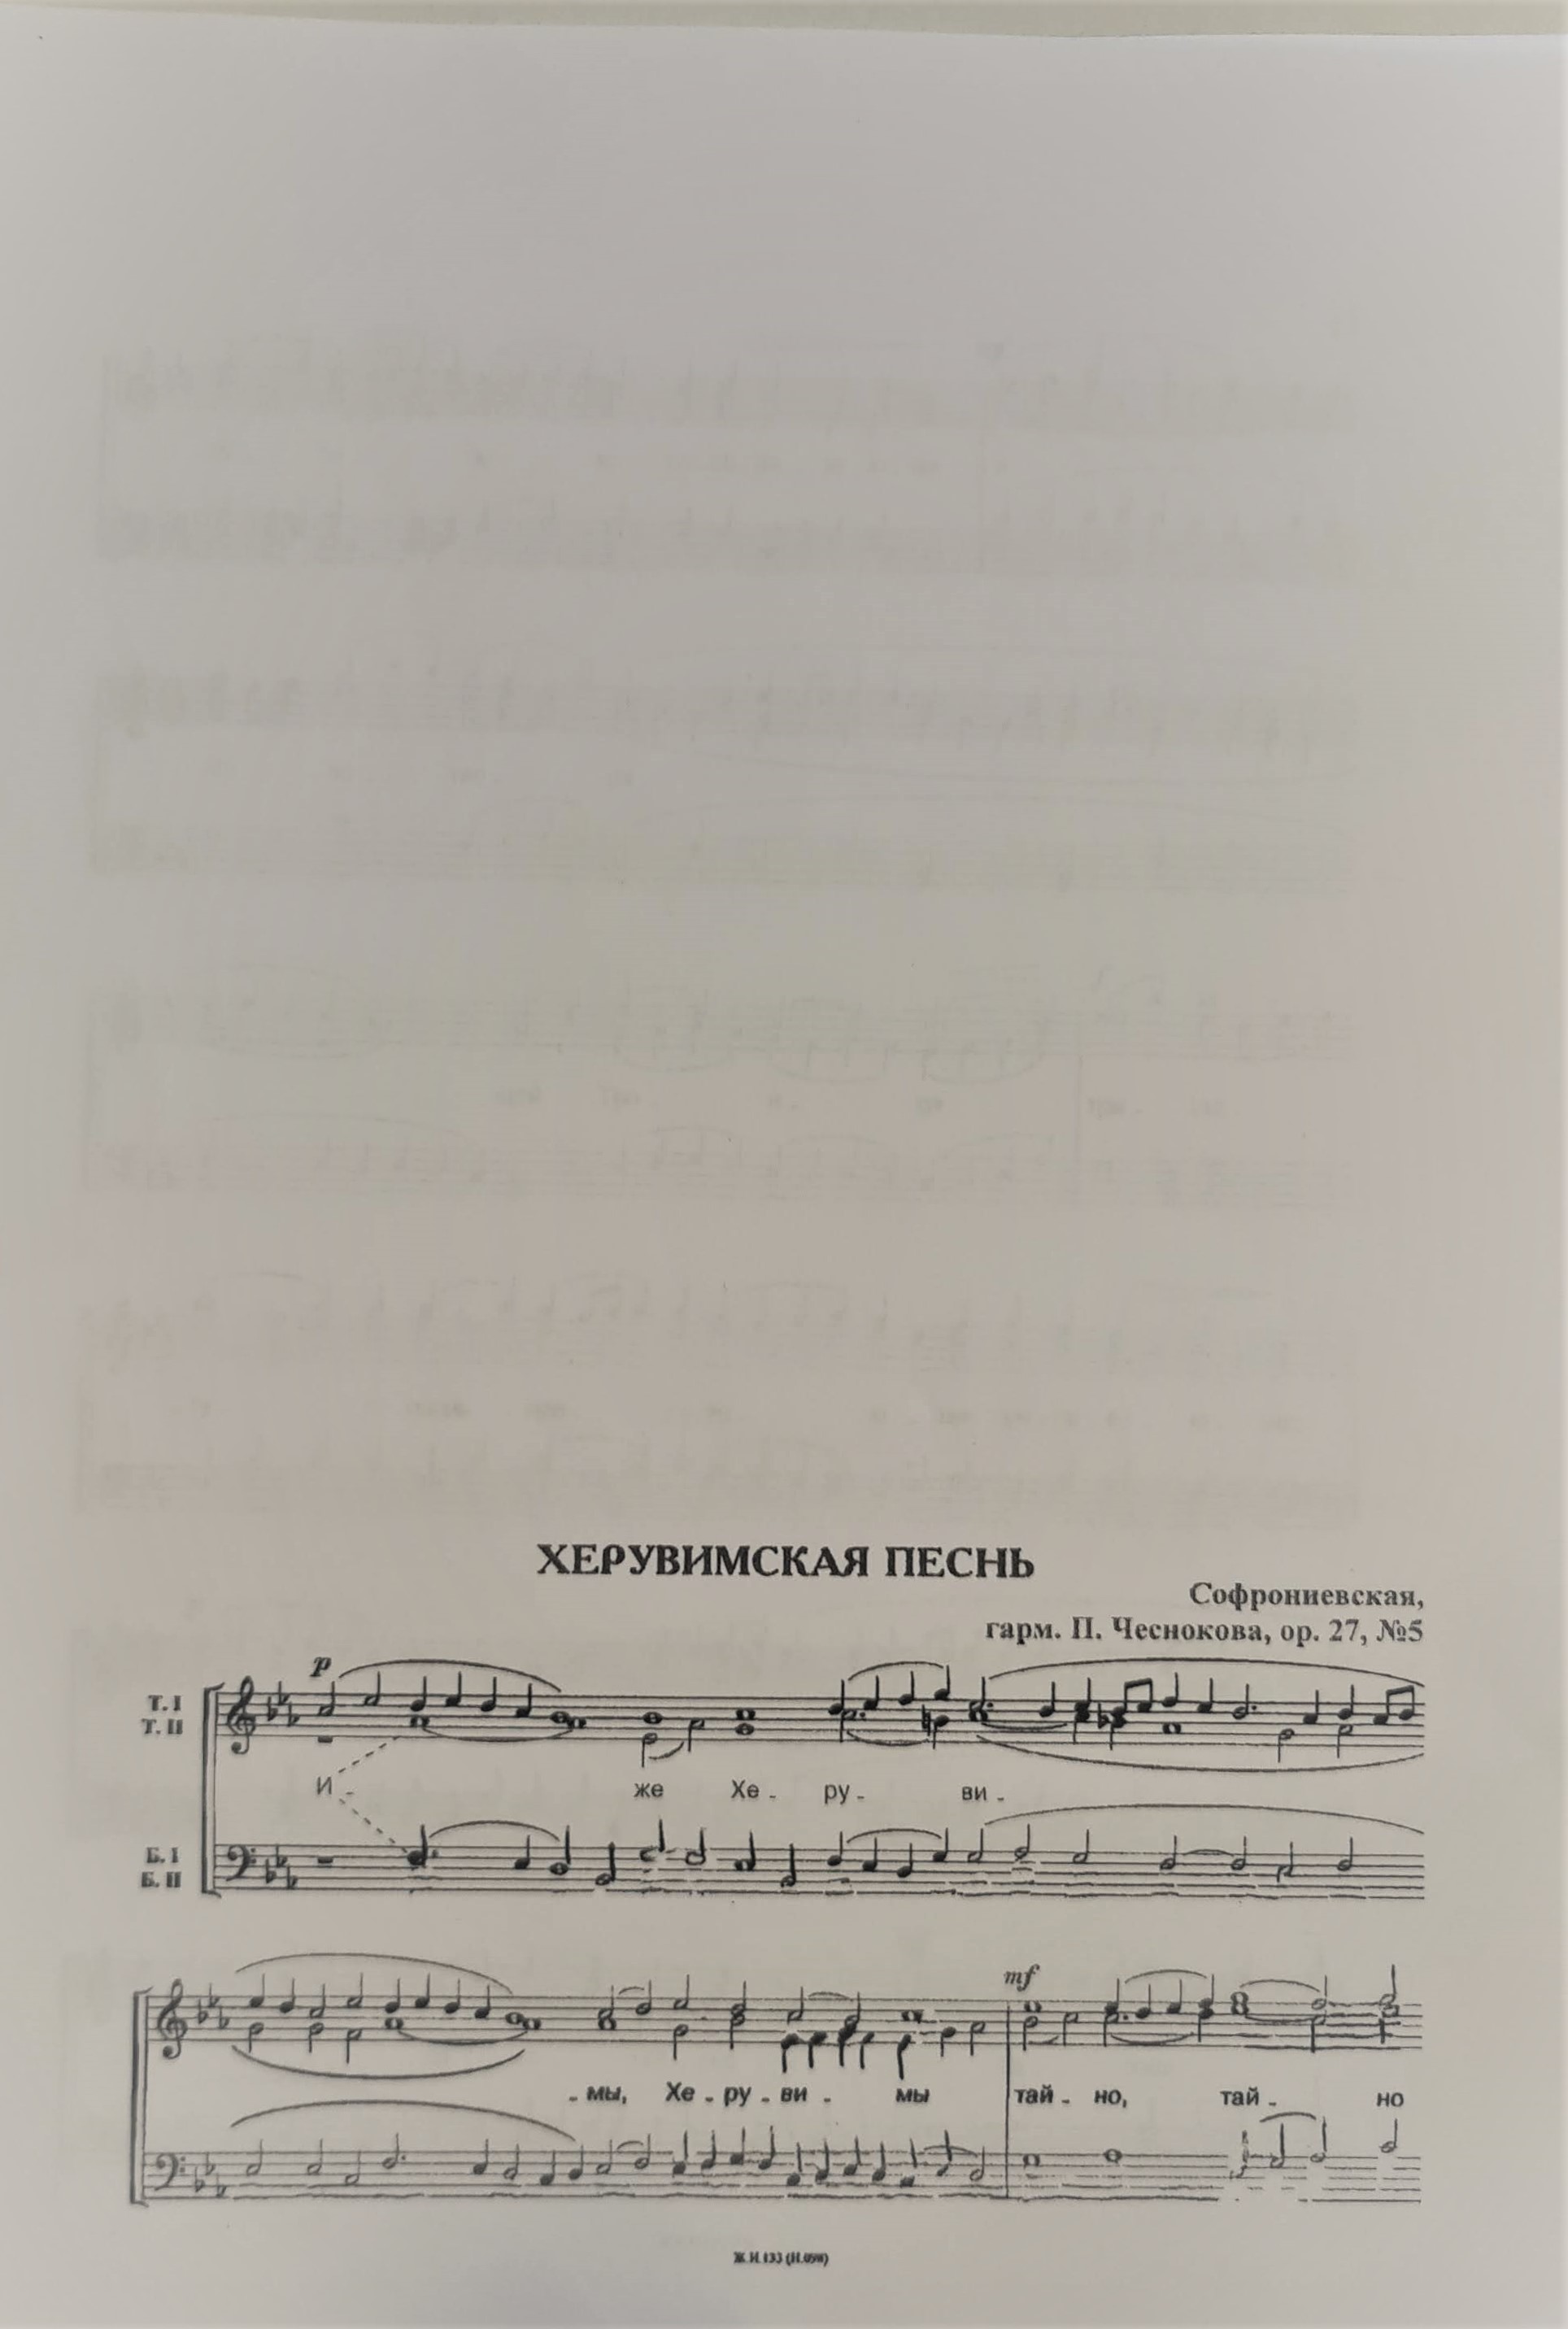 ХЕРУВИМСКАЯ ПЕСНЬ
Софрониевская,
гарм. П. Чеснокова, ор. 27, №5
p
Т. I
Т. II
И - же Хе - ру - ви -
Б. I
Б. II
mf
- мы, Хе - ру - ви - мы тай - но, тай - но
Ж.И. 133